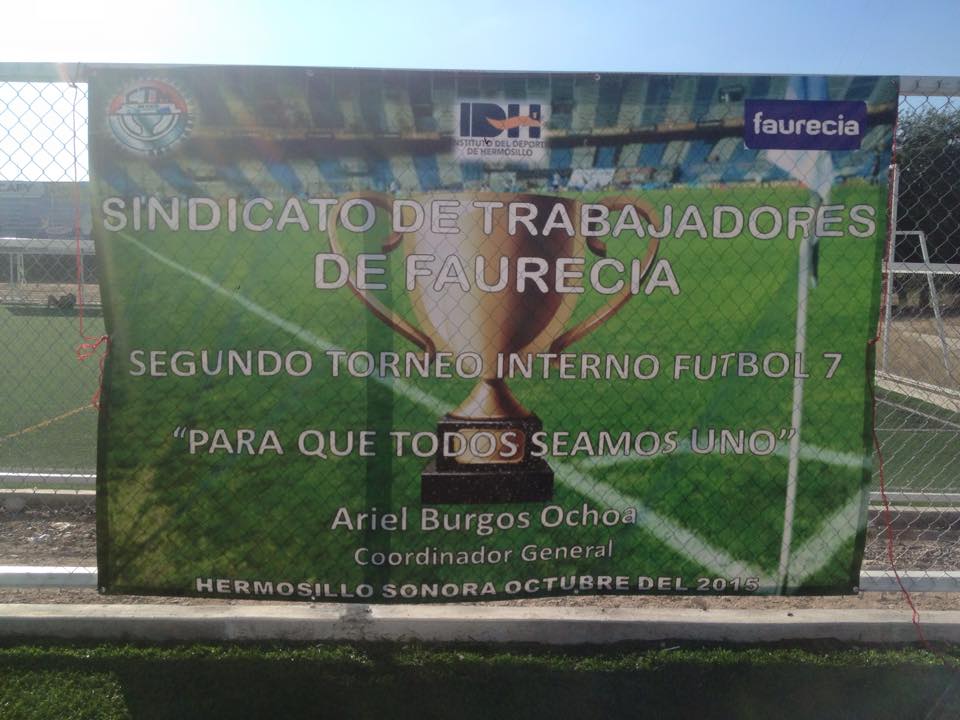 IDH
INSTITUTO DEL DEPORTE
DE HERMOSILLO
faurecia
SINDICATO DE TRABAJADORES
DE FAURECIA
SEGUNDO TORNEO INTERNO FUTBOL 7
“PARA QUE TODOS SEAMOS UNO”
Ariel Burgos Ochoa
Coordinador General
HERMOSILLO SONORA OCTUBRE DEL 2015